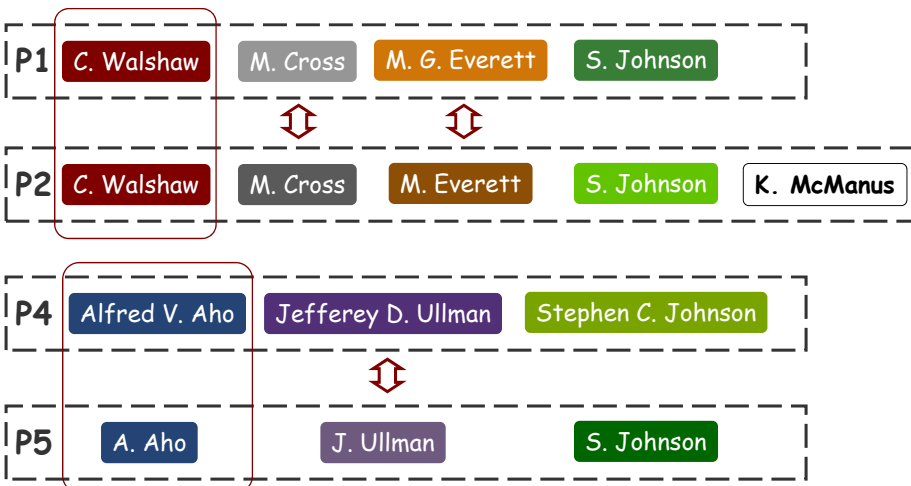 P1 C. Walshaw M. Cross M. G. Everett S. Johnson
P2 C. Walshaw M. Cross M. Everett S. Johnson K. McManus
P4 Alfred V. Aho Jefferey D. Ullman Stephen C. Johnson
P5 A. Aho J. Ullman S. Johnson